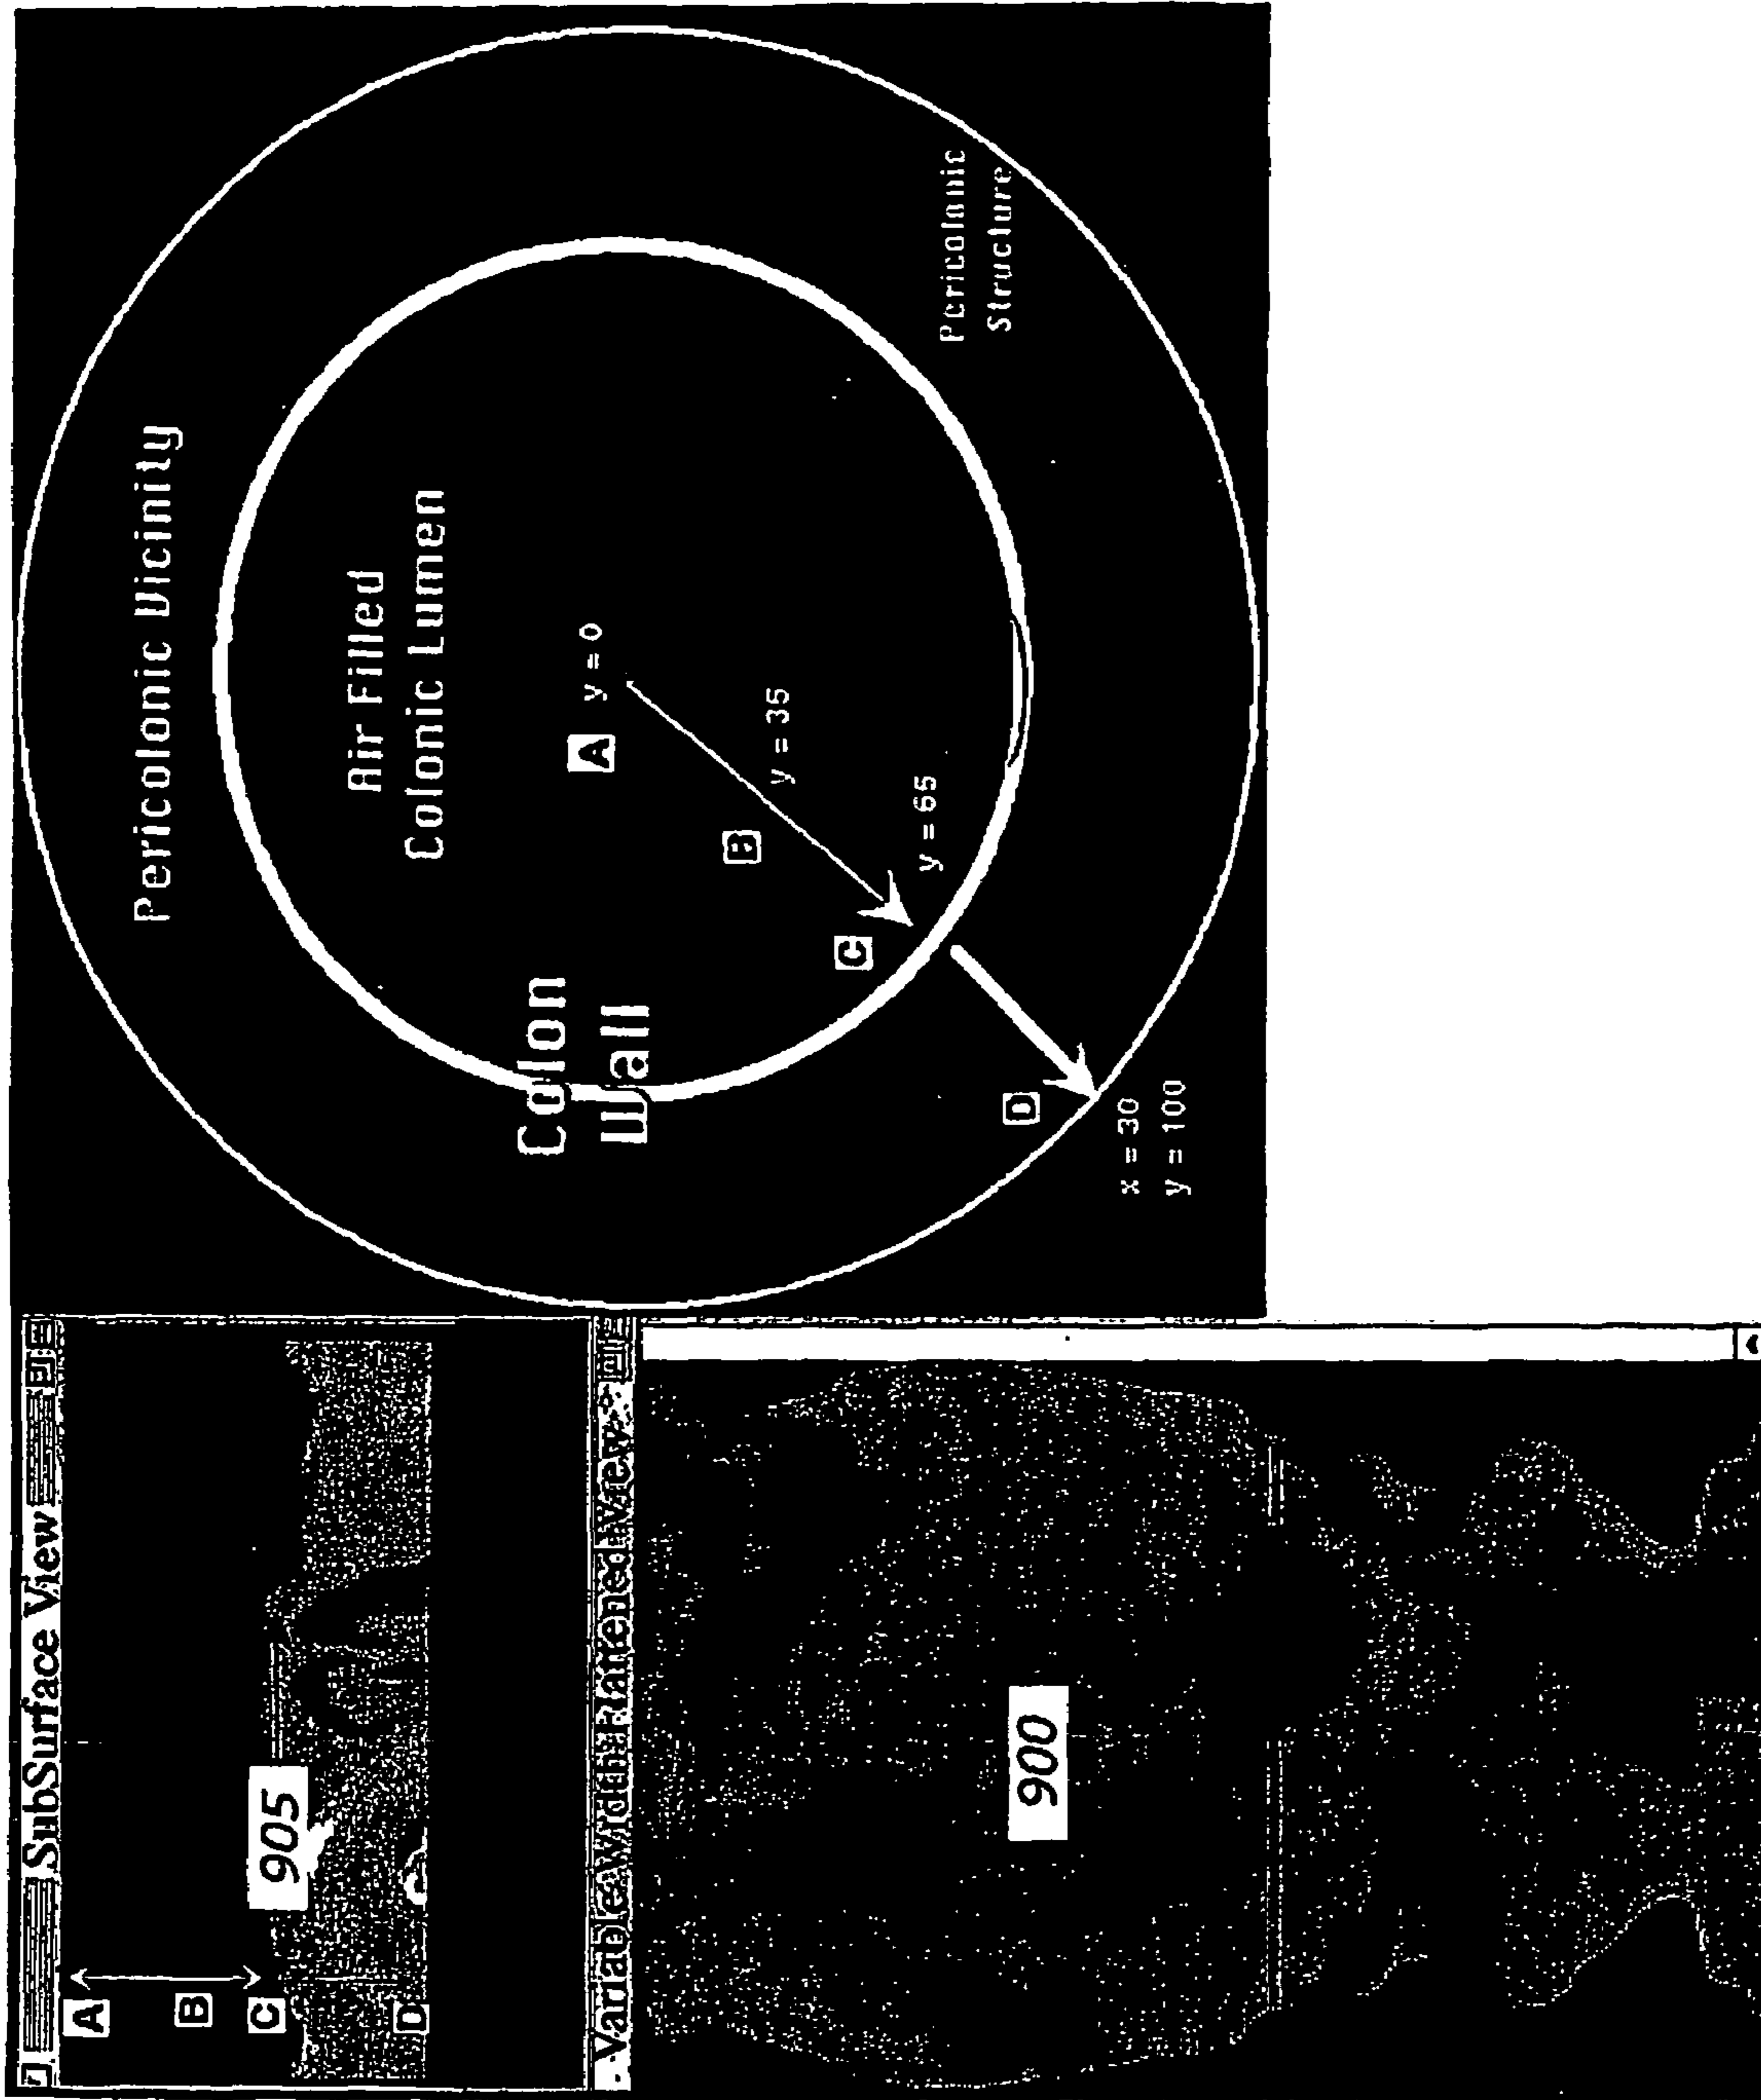 SubSurface View
A
B
C
D
905
Variable Width Flattened View
900
Pericolonic Vicinity
Air Filled
Colonic Lumen
Colon
Wall
A
y = 0
B
y = 35
C
y = 65
D
x = 30
y = 100
Pericolonic
Structure